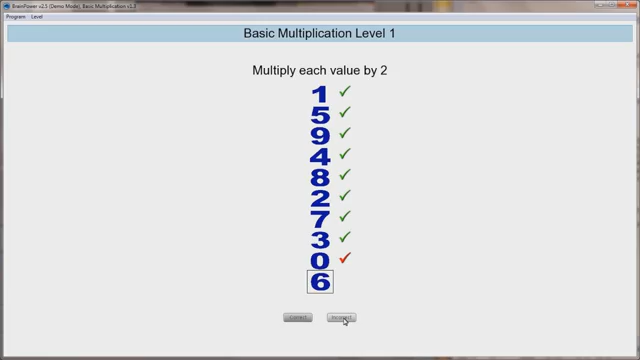 BrainPower v2.5 (Demo Mode), Basic Multiplication v1.3
Program Level
Basic Multiplication Level 1
Multiply each value by 2
1
5
9
4
8
2
7
3
0
6
Correct Incorrect